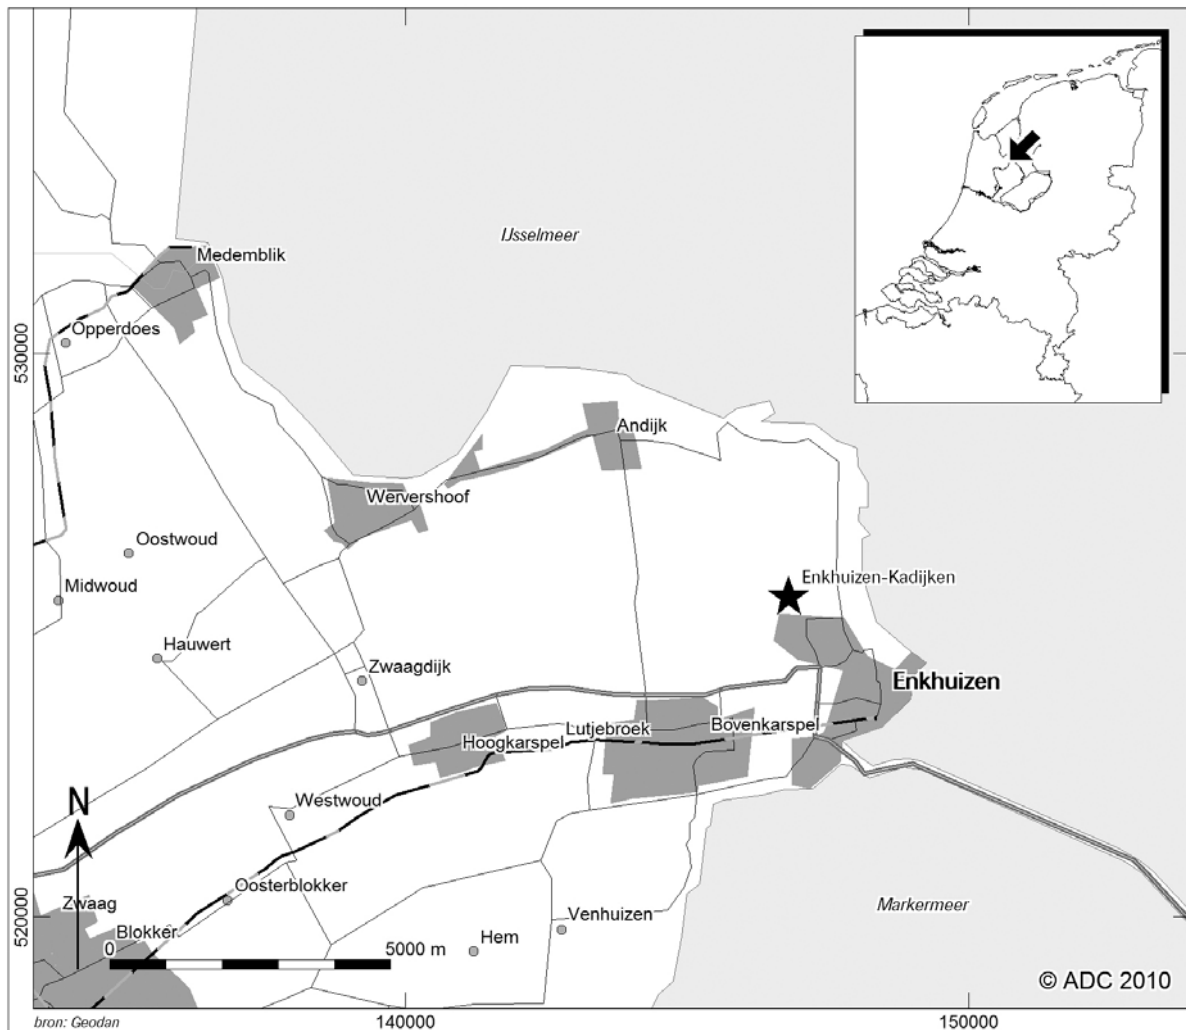 IJsselmeer
Medemblik
Opperdoes
530000
Andijk
Wervershoof
Oostwoud
Enkhuizen-Kadijken
Midwoud
Hauwert
Zwaagdijk
Enkhuizen
Lutjebroek
Bovenkarspel
Hoogkarspel
N
Westwoud
Oosterblokker
Zwaag
Markermeer
Venhuizen
520000
Blokker
Hem
0
5000 m
© ADC 2010
bron: Geodan
140000
150000